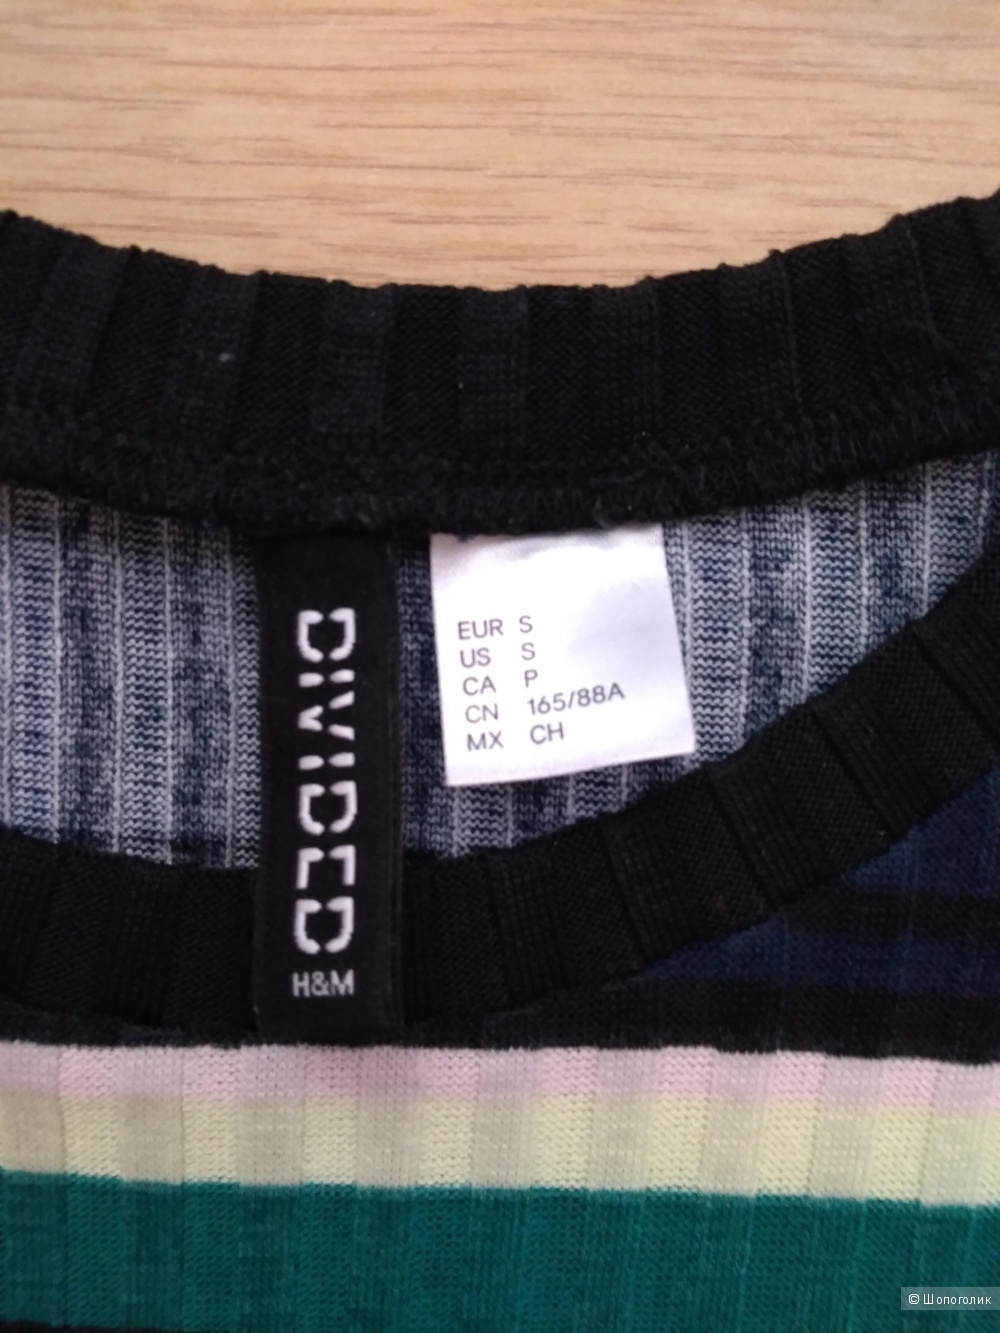 DIVIDED
H&M
EUR S
US S
CA P
CN 165/88A
MX CH
© Шопоголик